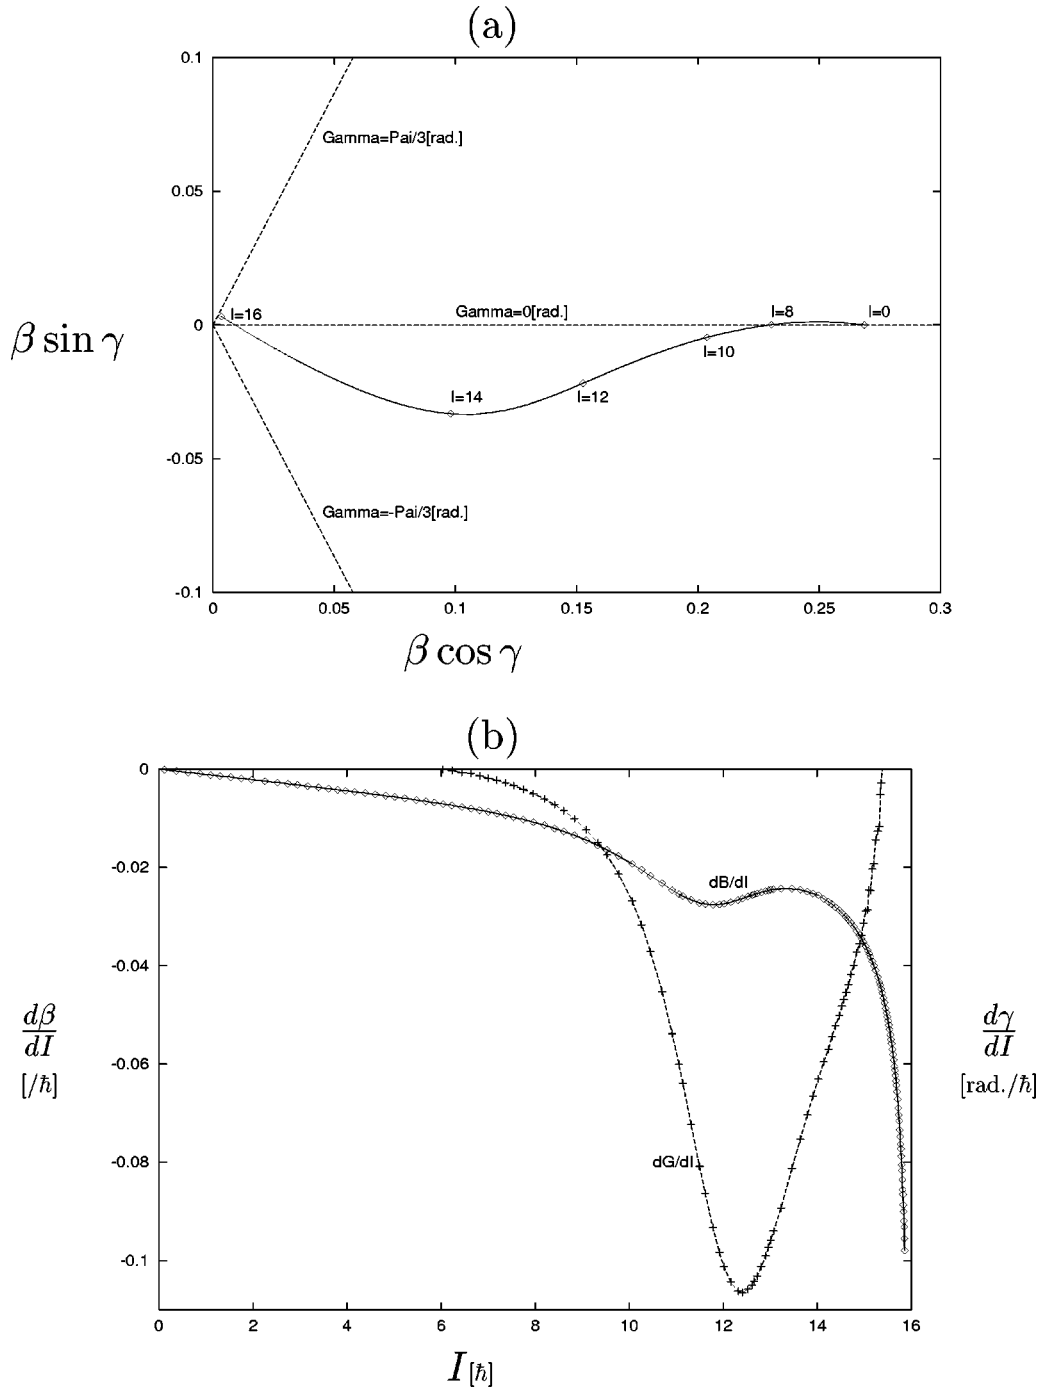 (a)
0.1
Gamma=Pai/3[rad.]
0.05
I=16
Gamma=0[rad.]
I=8
I=0
0
β sin γ
I=10
I=14
I=12
-0.05
Gamma=-Pai/3[rad.]
-0.1
0 0.05 0.1 0.15 0.2 0.25 0.3
β cos γ
(b)
0
-0.02
dB/dI
-0.04
dβ/dI
[/ħ]
dγ/dI
[rad./ħ]
-0.06
-0.08
dG/dI
-0.1
0 2 4 6 8 10 12 14 16
I [ħ]